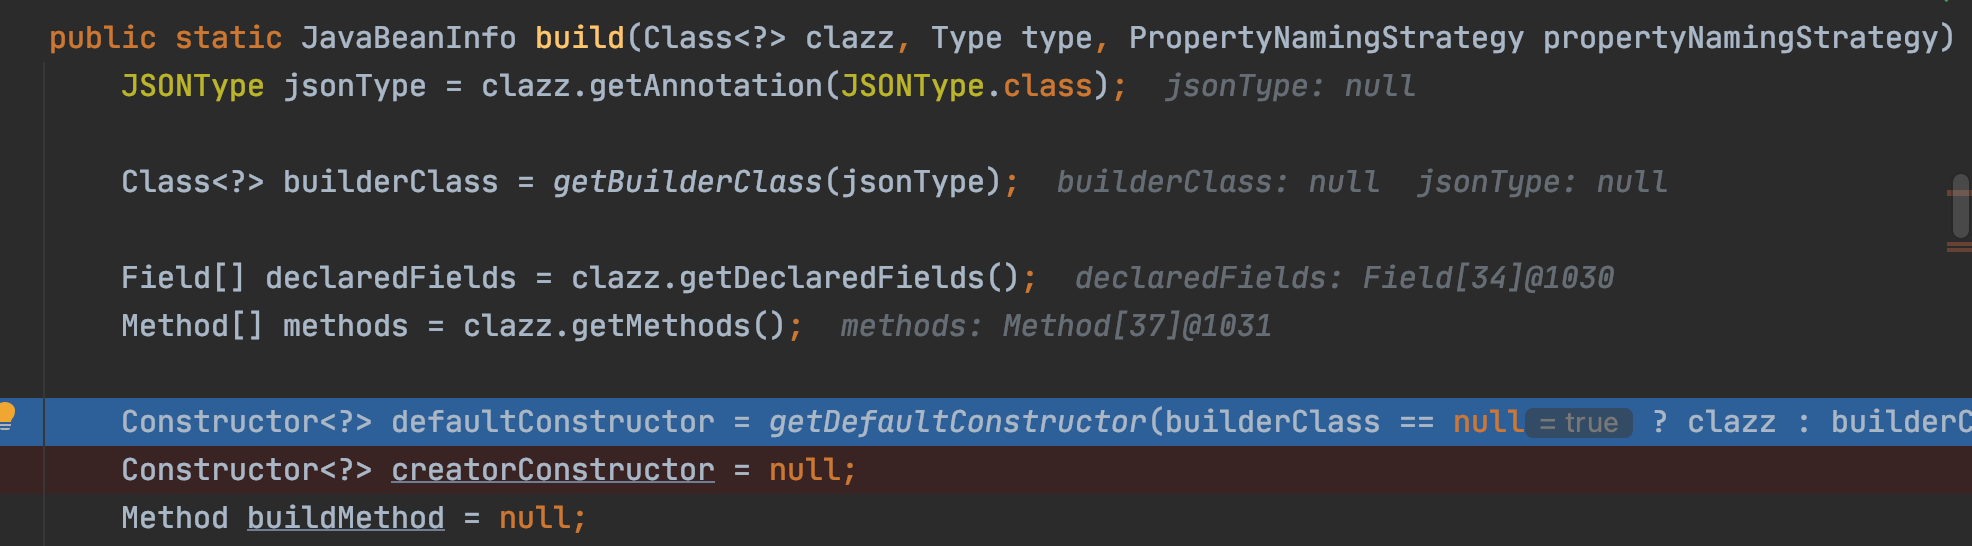 public static JavaBeanInfo build(Class<?> clazz, Type type, PropertyNamingStrategy propertyNamingStrategy)
JSONType jsonType = clazz.getAnnotation(JSONType.class); jsonType: null
Class<?> builderClass = getBuilderClass(jsonType); builderClass: null jsonType: null
Field[] declaredFields = clazz.getDeclaredFields(); declaredFields: Field[34]@1030
Method[] methods = clazz.getMethods(); methods: Method[37]@1031
Constructor<?> defaultConstructor = getDefaultConstructor(builderClass == null = true ? clazz : builderC
Constructor<?> creatorConstructor = null;
Method buildMethod = null;